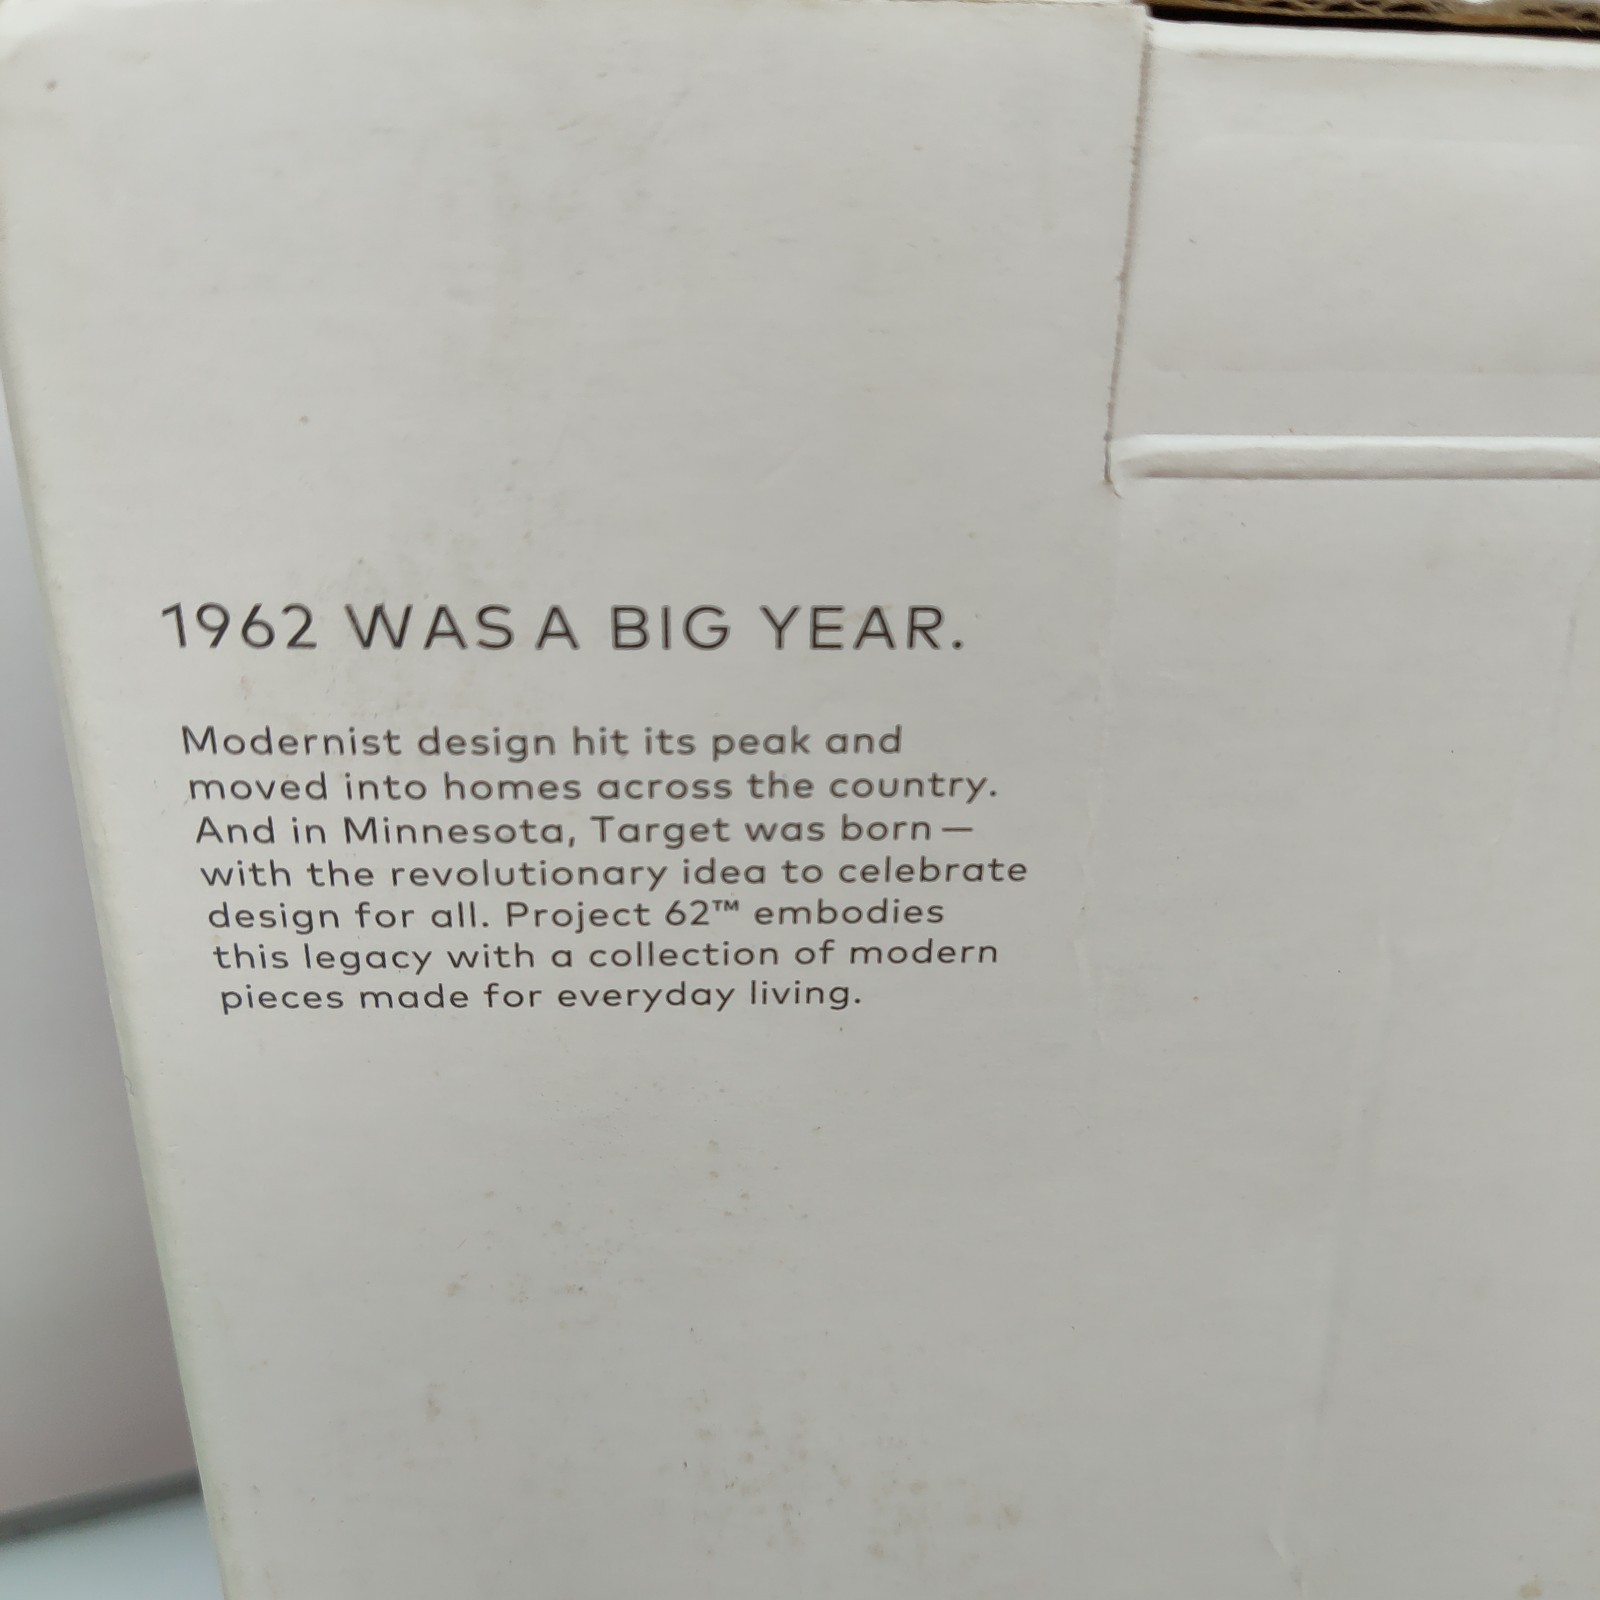 1962 WAS A BIG YEAR.
Modernist design hit its peak and
moved into homes across the country.
And in Minnesota, Target was born —
with the revolutionary idea to celebrate
design for all. Project 62™ embodies
this legacy with a collection of modern
pieces made for everyday living.